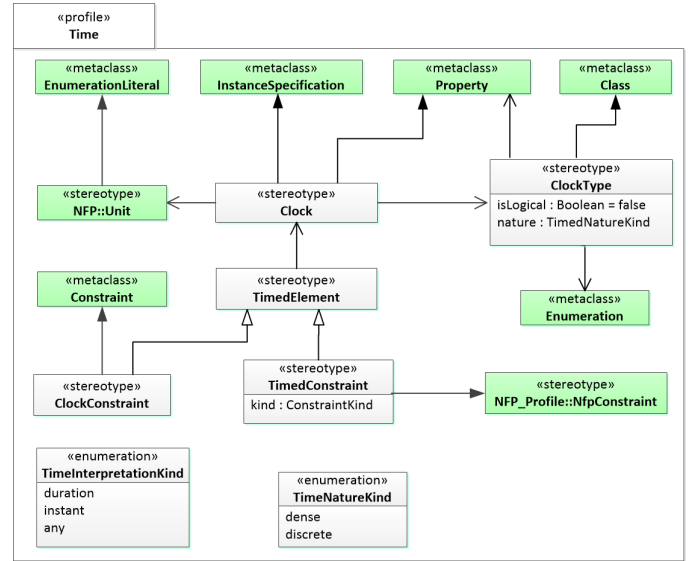 «profile»
Time
«metaclass»
EnumerationLiteral
«metaclass»
InstanceSpecification
«metaclass»
Property
«metaclass»
Class
«stereotype»
NFP::Unit
«stereotype»
Clock
«stereotype»
ClockType
isLogical : Boolean = false
nature : TimedNatureKind
«metaclass»
Constraint
«stereotype»
TimedElement
«metaclass»
Enumeration
«stereotype»
ClockConstraint
«stereotype»
TimedConstraint
kind : ConstraintKind
«stereotype»
NFP_Profile::NfpConstraint
«enumeration»
TimeInterpretationKind
duration
instant
any
«enumeration»
TimeNatureKind
dense
discrete